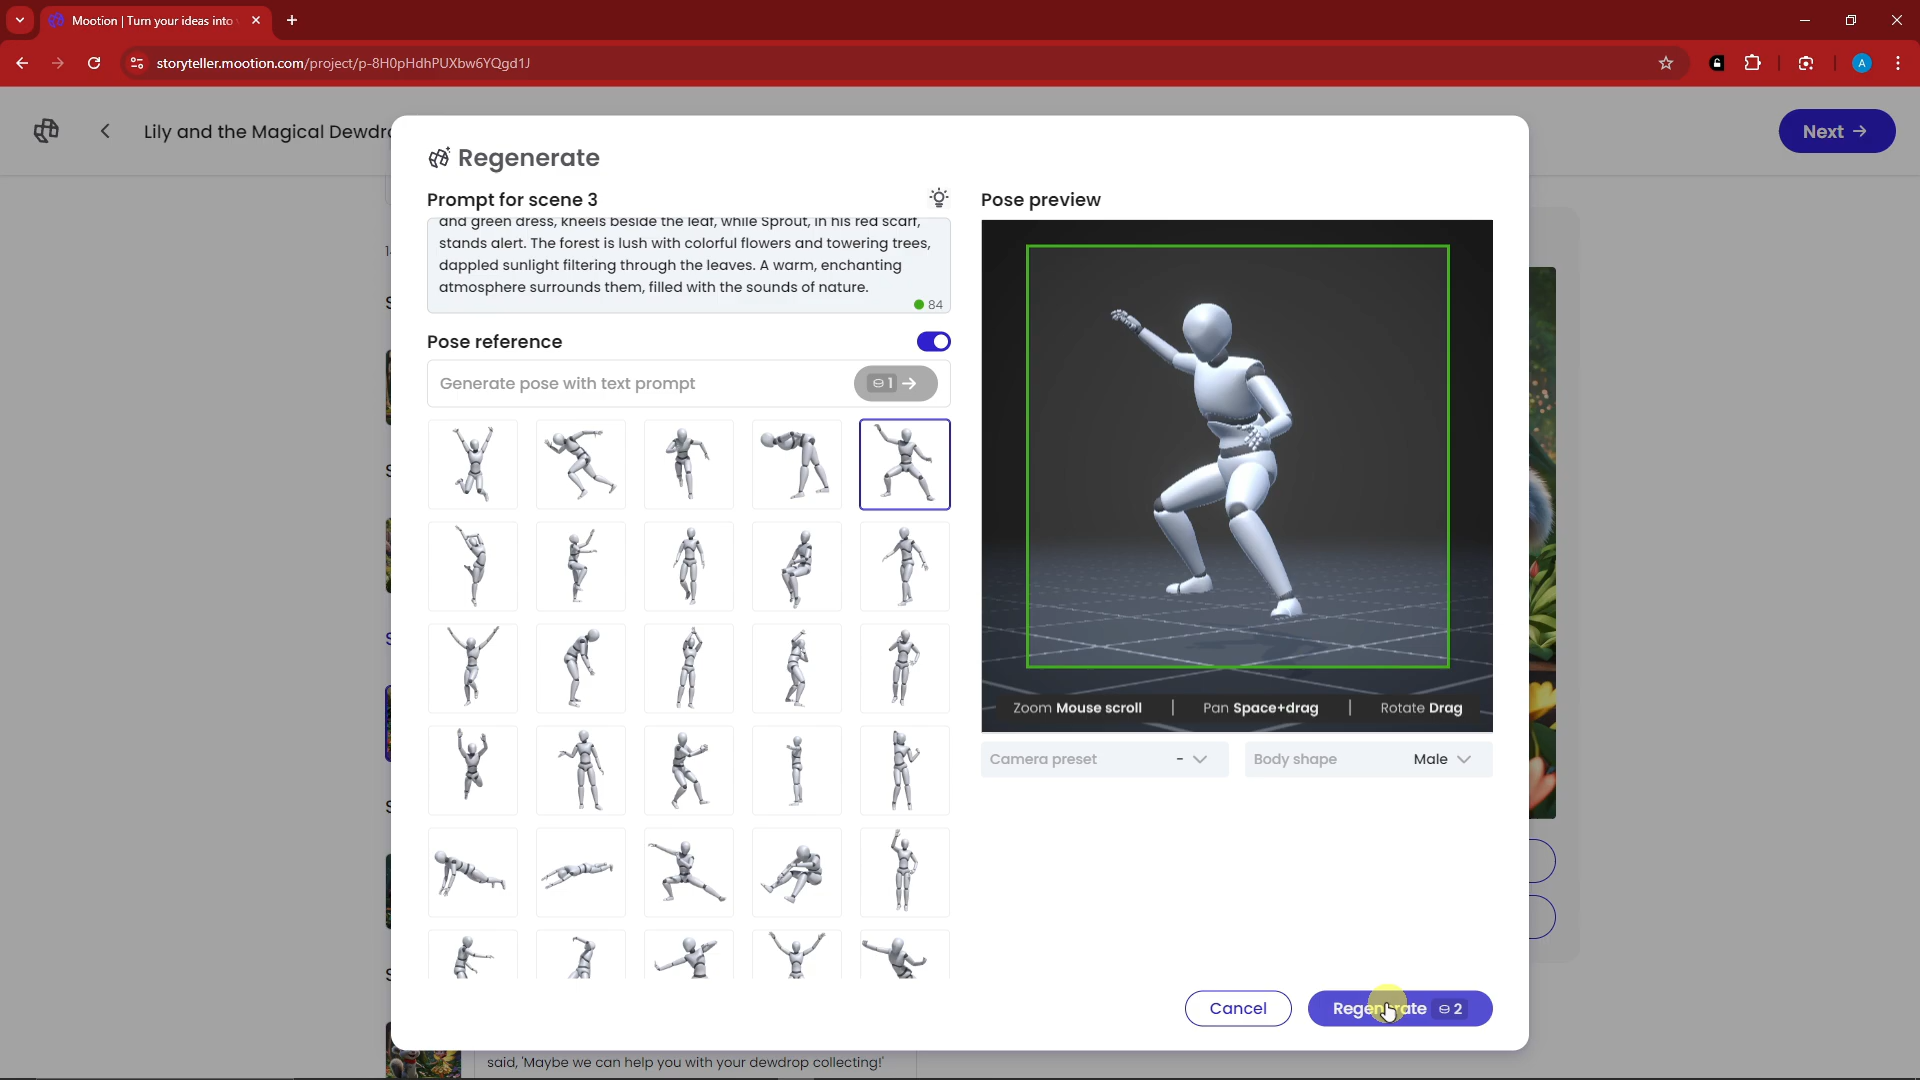 Mootion | Turn your ideas into
storyteller.mootion.com/project/p-8H0pHdhPUXbw6YQgd1J
A
Lily and the Magical Dewdro
Next →
Regenerate
Prompt for scene 3
and green dress, kneels beside the leaf, while Sprout, in his red scarf,
stands alert. The forest is lush with colorful flowers and towering trees,
dappled sunlight filtering through the leaves. A warm, enchanting
atmosphere surrounds them, filled with the sounds of nature.
84
Pose reference
Generate pose with text prompt
1 →
Pose preview
Zoom Mouse scroll | Pan Space+drag | Rotate Drag
Camera preset -
Body shape Male
Cancel
Regenerate 2
said, 'Maybe we can help you with your dewdrop collecting!'